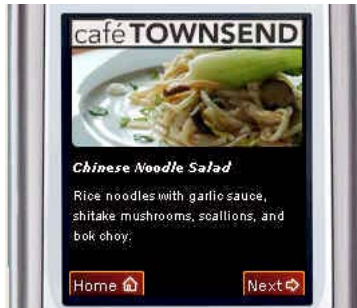 café TOWNSEND
Chinese Noodle Salad
Rice noodles with garlic sauce,
shitake mushrooms, scallions, and
bok choy.
Home
Next